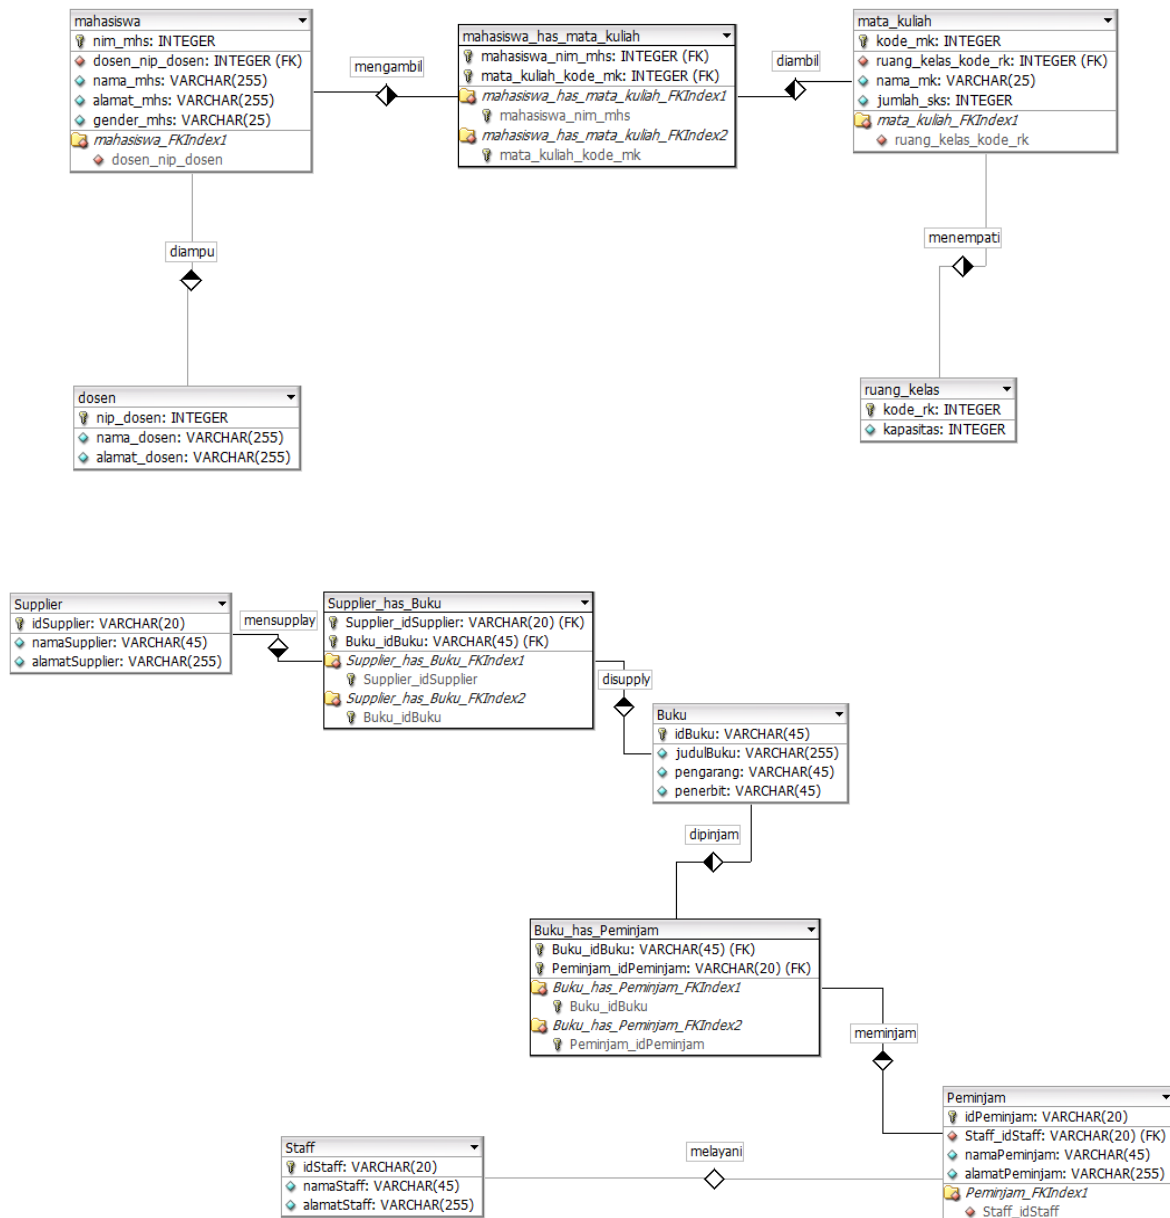 mahasiswa
nim_mhs: INTEGER
dosen_nip_dosen: INTEGER (FK)
nama_mhs: VARCHAR(255)
alamat_mhs: VARCHAR(255)
gender_mhs: VARCHAR(25)
mahasiswa_FKIndex1
dosen_nip_dosen
mengambil
mahasiswa_has_mata_kuliah
mahasiswa_nim_mhs: INTEGER (FK)
mata_kuliah_kode_mk: INTEGER (FK)
mahasiswa_has_mata_kuliah_FKIndex1
mahasiswa_nim_mhs
mahasiswa_has_mata_kuliah_FKIndex2
mata_kuliah_kode_mk
diambil
mata_kuliah
kode_mk: INTEGER
ruang_kelas_kode_rk: INTEGER (FK)
nama_mk: VARCHAR(25)
jumlah_sks: INTEGER
mata_kuliah_FKIndex1
ruang_kelas_kode_rk
diampu
menempati
dosen
nip_dosen: INTEGER
nama_dosen: VARCHAR(255)
alamat_dosen: VARCHAR(255)
ruang_kelas
kode_rk: INTEGER
kapasitas: INTEGER
Supplier
idSupplier: VARCHAR(20)
namaSupplier: VARCHAR(45)
alamatSupplier: VARCHAR(255)
mensupplay
Supplier_has_Buku
Supplier_idSupplier: VARCHAR(20) (FK)
Buku_idBuku: VARCHAR(45) (FK)
Supplier_has_Buku_FKIndex1
Supplier_idSupplier
Supplier_has_Buku_FKIndex2
Buku_idBuku
disupply
Buku
idBuku: VARCHAR(45)
judulBuku: VARCHAR(255)
pengarang: VARCHAR(45)
penerbit: VARCHAR(45)
dipinjam
Buku_has_Peminjam
Buku_idBuku: VARCHAR(45) (FK)
Peminjam_idPeminjam: VARCHAR(20) (FK)
Buku_has_Peminjam_FKIndex1
Buku_idBuku
Buku_has_Peminjam_FKIndex2
Peminjam_idPeminjam
meminjam
Peminjam
idPeminjam: VARCHAR(20)
Staff_idStaff: VARCHAR(20) (FK)
namaPeminjam: VARCHAR(45)
alamatPeminjam: VARCHAR(255)
Peminjam_FKIndex1
Staff_idStaff
melayani
Staff
idStaff: VARCHAR(20)
namaStaff: VARCHAR(45)
alamatStaff: VARCHAR(255)